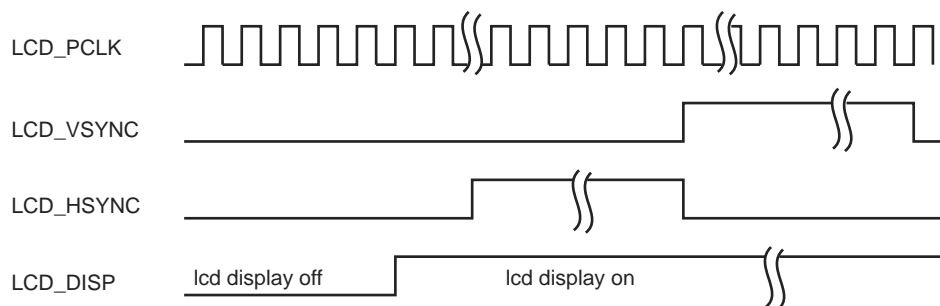 LCD_PCLK
LCD_VSYNC
LCD_HSYNC
LCD_DISP
lcd display off
lcd display on